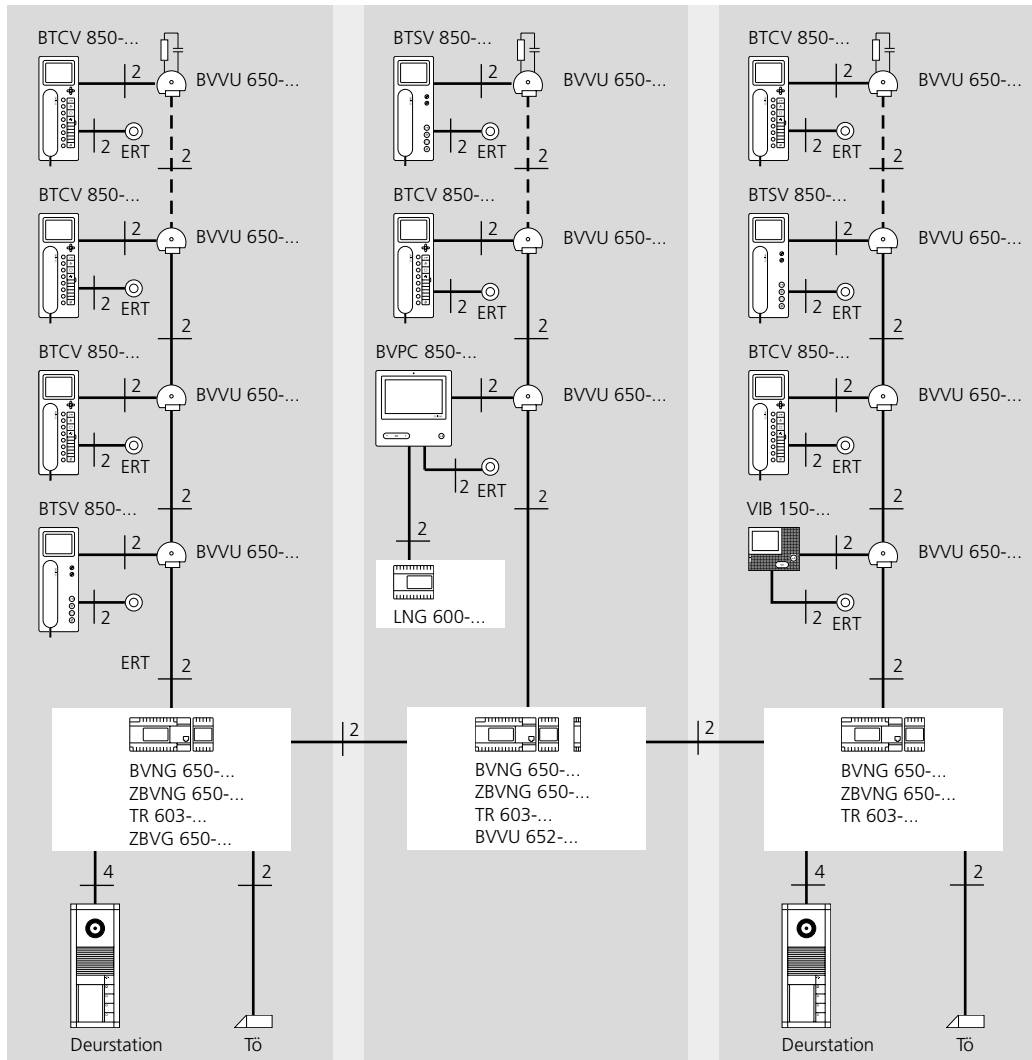 BTCV 850-...
2
BVVU 650-...
2
ERT
2
BTCV 850-...
2
BVVU 650-...
2
ERT
2
BTCV 850-...
2
BVVU 650-...
2
ERT
2
BTSV 850-...
2
BVVU 650-...
2
ERT
2
BVNG 650-...
ZBVNG 650-...
TR 603-...
ZBVG 650-...
4
2
Deurstation
Tö
2
BTSV 850-...
2
BVVU 650-...
2
ERT
2
BTCV 850-...
2
BVVU 650-...
2
ERT
2
BVPC 850-...
2
BVVU 650-...
2
ERT
2
2
LNG 600-...
BVNG 650-...
ZBVNG 650-...
TR 603-...
BVVU 652-...
2
BTCV 850-...
2
BVVU 650-...
2
ERT
2
BTSV 850-...
2
BVVU 650-...
2
ERT
2
BTCV 850-...
2
BVVU 650-...
2
ERT
2
VIB 150-...
2
BVVU 650-...
2
ERT
2
BVNG 650-...
ZBVNG 650-...
TR 603-...
4
2
Deurstation
Tö